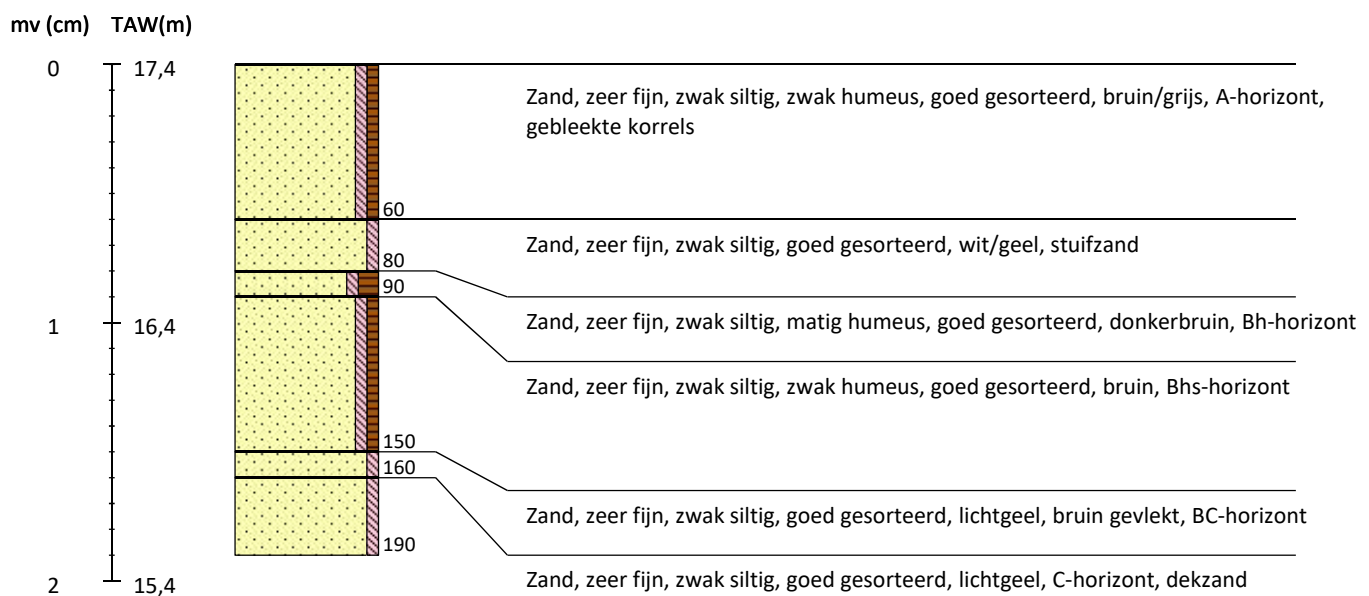 mv (cm) TAW(m)
0 17,4
Zand, zeer fijn, zwak siltig, zwak humeus, goed gesorteerd, bruin/grijs, A-horizont,
gebleekte korrels
60
Zand, zeer fijn, zwak siltig, goed gesorteerd, wit/geel, stuifzand
80
90
1 16,4
Zand, zeer fijn, zwak siltig, matig humeus, goed gesorteerd, donkerbruin, Bh-horizont
Zand, zeer fijn, zwak siltig, zwak humeus, goed gesorteerd, bruin, Bhs-horizont
150
160
Zand, zeer fijn, zwak siltig, goed gesorteerd, lichtgeel, bruin gevlekt, BC-horizont
190
2 15,4
Zand, zeer fijn, zwak siltig, goed gesorteerd, lichtgeel, C-horizont, dekzand